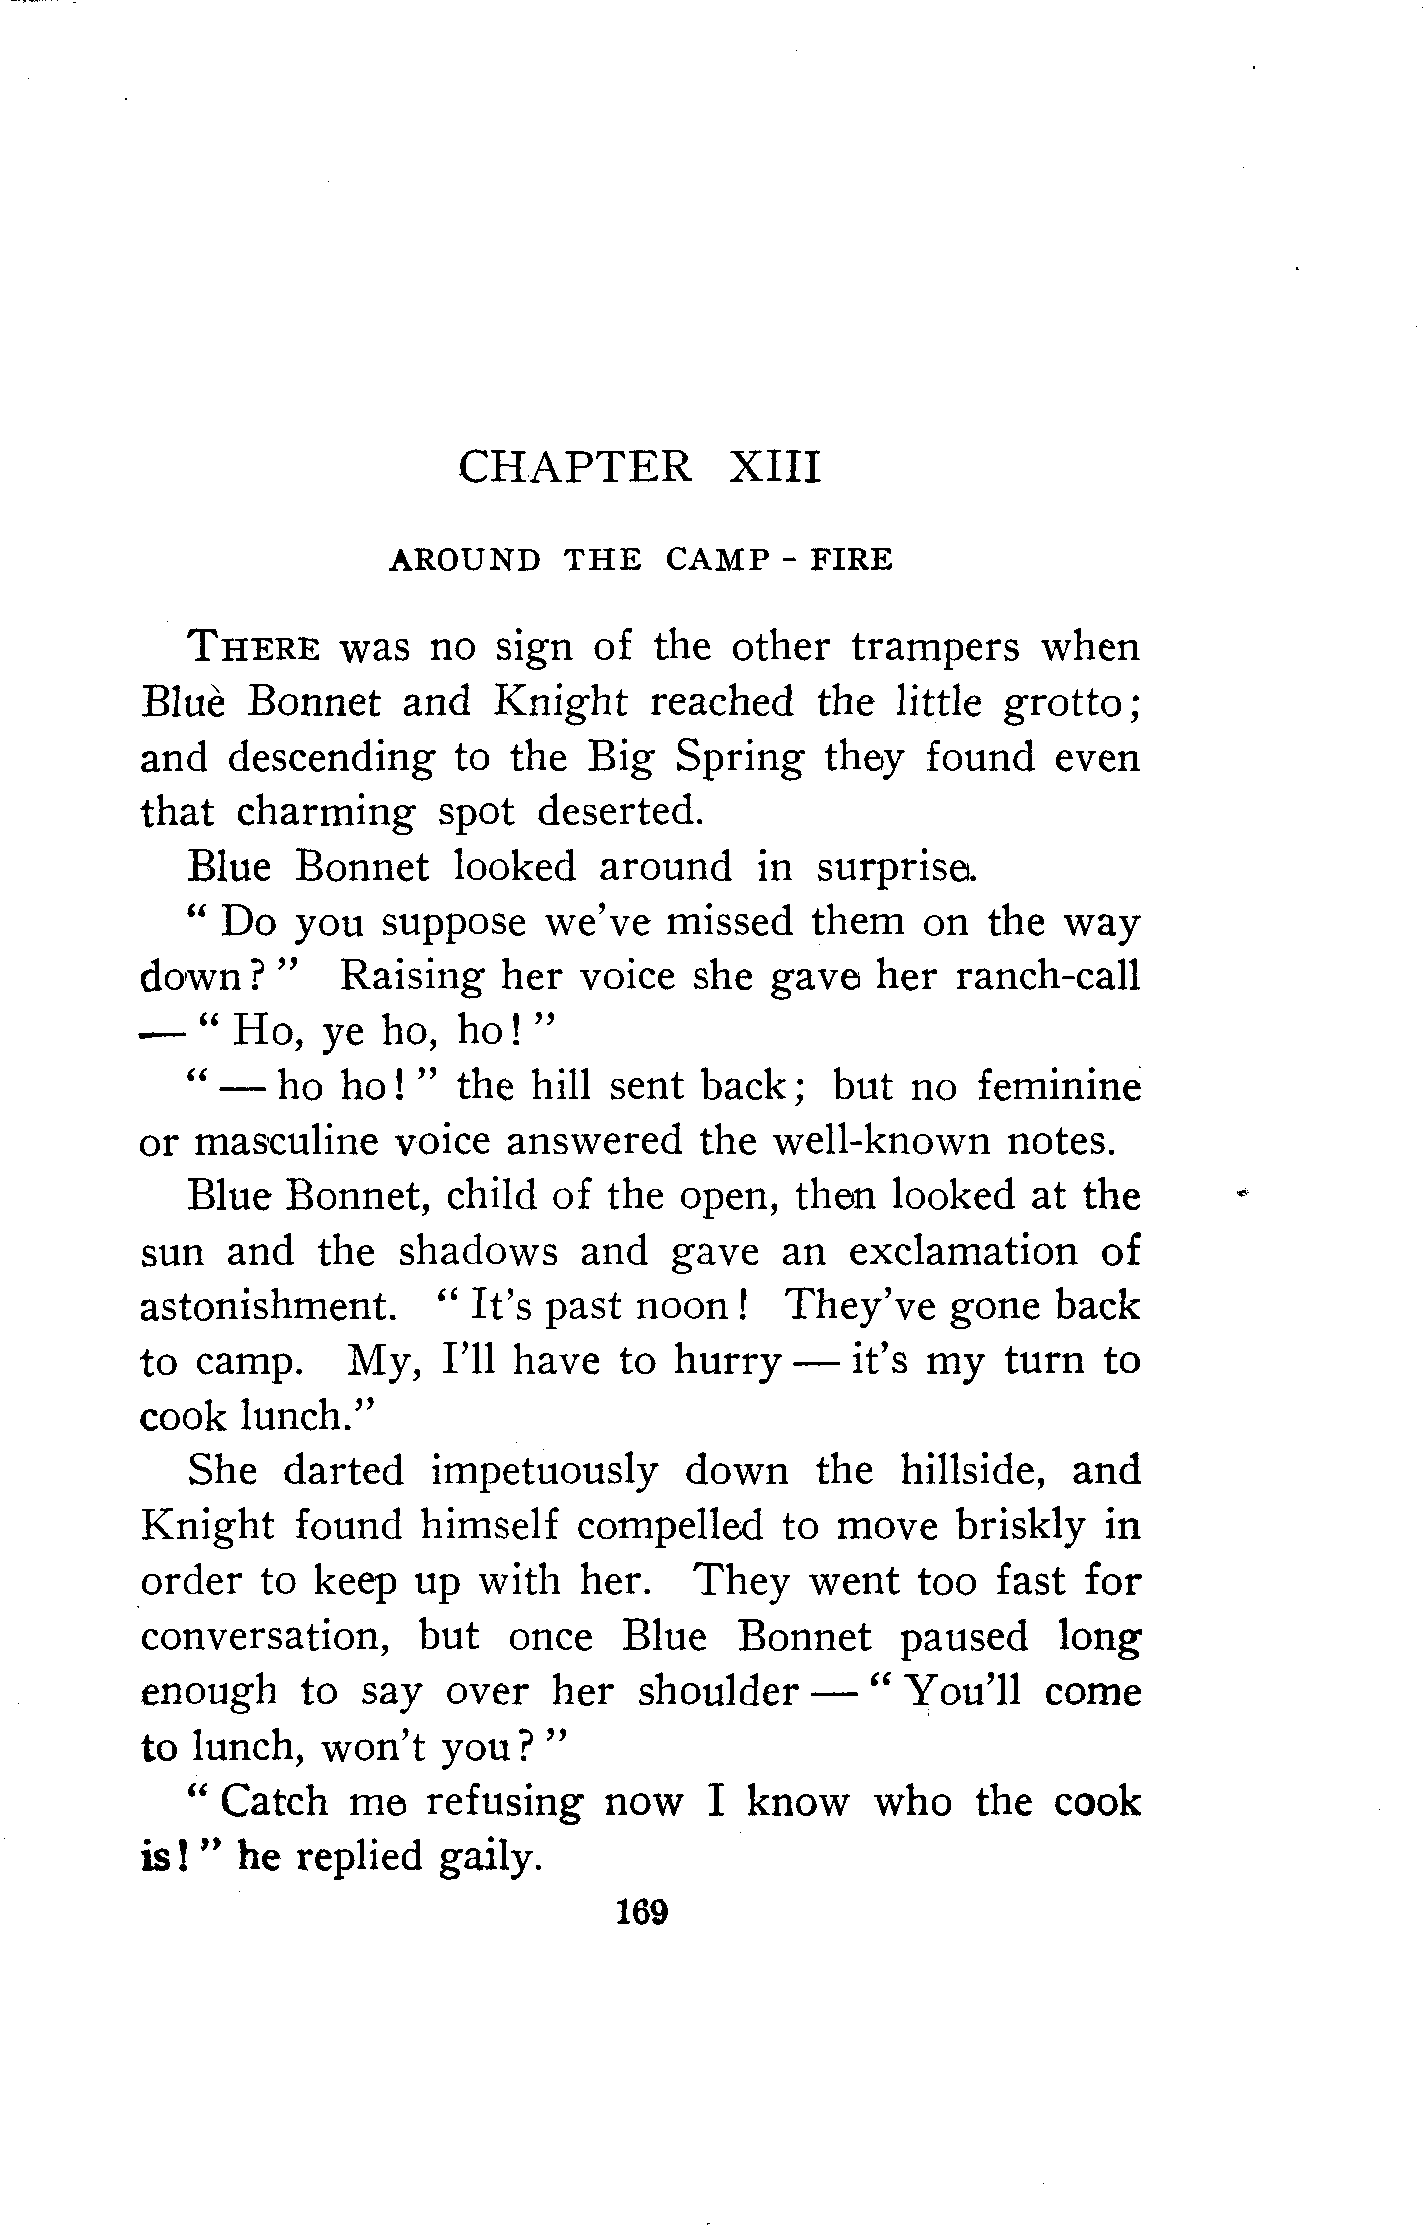 CHAPTER XIII
AROUND THE CAMP - FIRE
THERE was no sign of the other trampers when
Blue Bonnet and Knight reached the little grotto;
and descending to the Big Spring they found even
that charming spot deserted.
Blue Bonnet looked around in surprise.
“ Do you suppose we’ve missed them on the way
down? ” Raising her voice she gave her ranch-call
— “ Ho, ye ho, ho! ”
“ — ho ho! ” the hill sent back; but no feminine
or masculine voice answered the well-known notes.
Blue Bonnet, child of the open, then looked at the
sun and the shadows and gave an exclamation of
astonishment. “ It’s past noon! They’ve gone back
to camp. My, I’ll have to hurry — it’s my turn to
cook lunch.”
She darted impetuously down the hillside, and
Knight found himself compelled to move briskly in
order to keep up with her. They went too fast for
conversation, but once Blue Bonnet paused long
enough to say over her shoulder — “ You’ll come
to lunch, won’t you? ”
“ Catch me refusing now I know who the cook
is! ” he replied gaily.
169